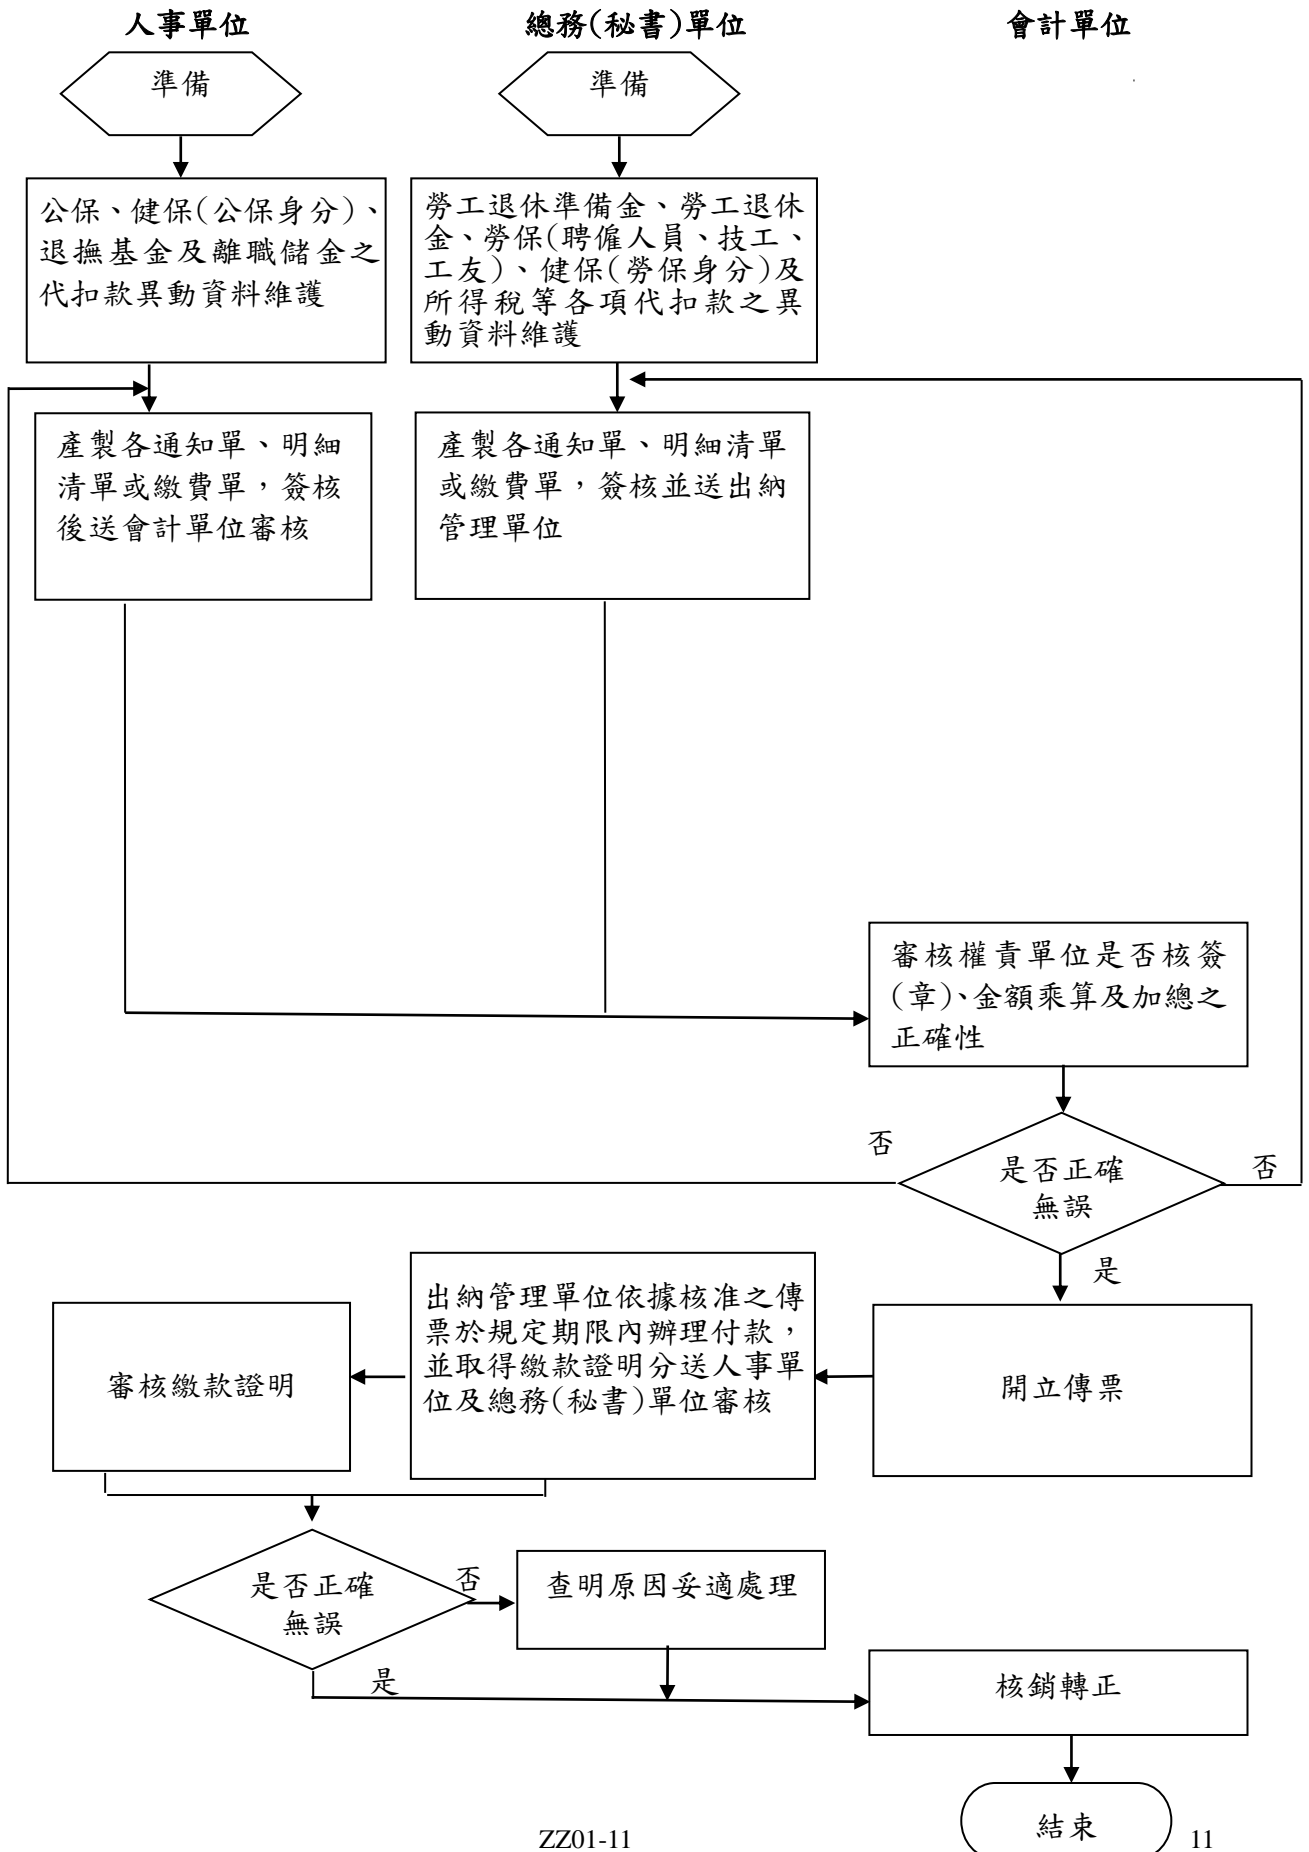 人事單位
總務(秘書)單位
會計單位
準備
準備
公保、健保(公保身分)、
退撫基金及離職儲金之
代扣款異動資料維護
勞工退休準備金、勞工退休
金、勞保(聘僱人員、技工、
工友)、健保(勞保身分)及
所得稅等各項代扣款之異
動資料維護
產製各通知單、明細
清單或繳費單，簽核
後送會計單位審核
產製各通知單、明細清單
或繳費單，簽核並送出納
管理單位
審核權責單位是否核簽
(章)、金額乘算及加總之
正確性
否
是否正確
無誤
否
是
審核繳款證明
出納管理單位依據核准之傳
票於規定期限內辦理付款，
並取得繳款證明分送人事單
位及總務(秘書)單位審核
開立傳票
是否正確
無誤
否
查明原因妥適處理
是
核銷轉正
結束
ZZ01-11
11